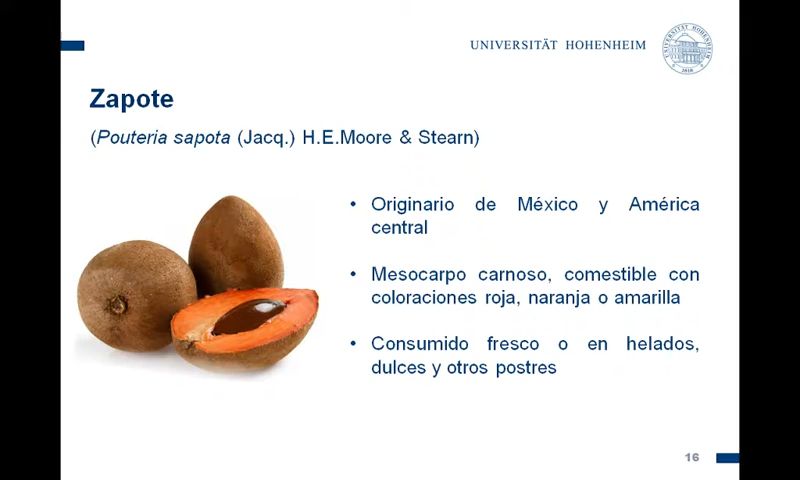 UNIVERSITÄT HOHENHEIM
Zapote
(Pouteria sapota (Jacq.) H.E.Moore & Stearn)
• Originario de México y América
central
• Mesocarpo carnoso, comestible con
coloraciones roja, naranja o amarilla
• Consumido fresco o en helados,
dulces y otros postres
16